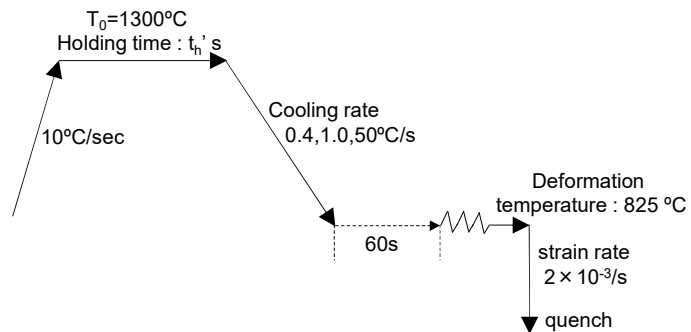 T₀=1300ºC
Holding time : tₕ’ s
10ºC/sec
Cooling rate
0.4,1.0,50ºC/s
60s
Deformation
temperature : 825 ºC
strain rate
2×10⁻³/s
quench